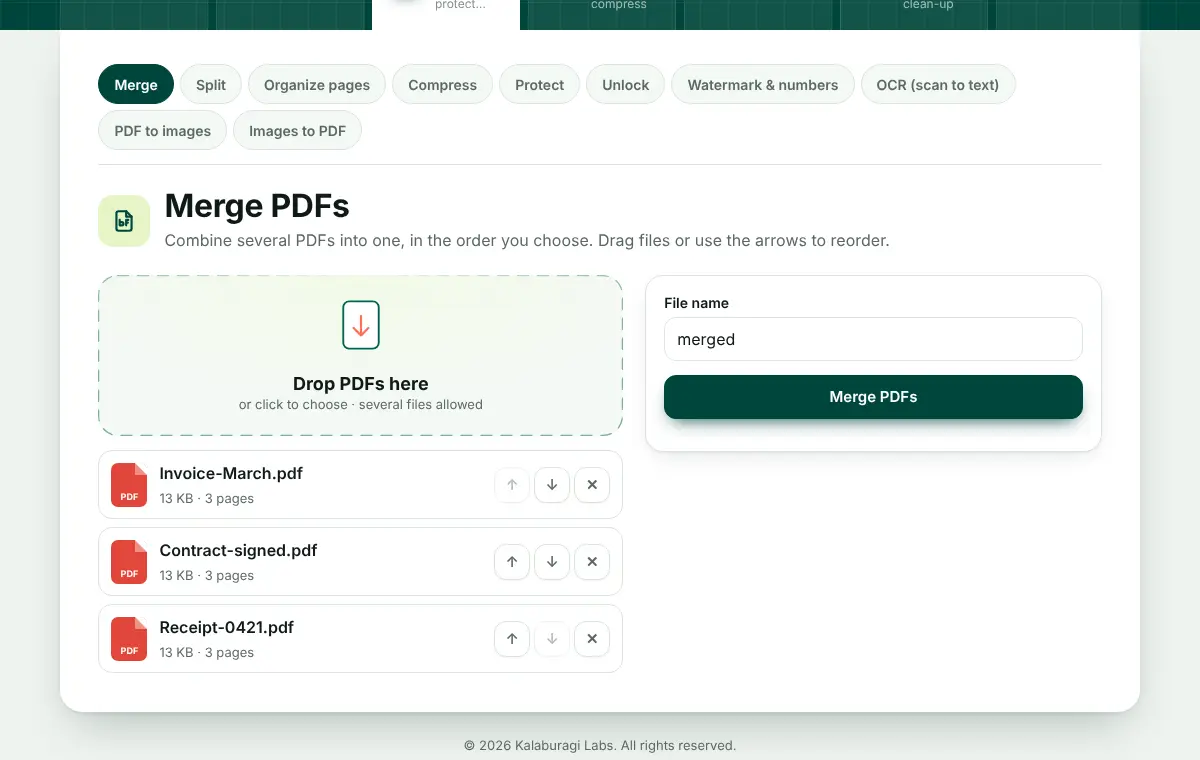 protect...
compress
clean-up
Merge
Split
Organize pages
Compress
Protect
Unlock
Watermark & numbers
OCR (scan to text)
PDF to images
Images to PDF
Merge PDFs
Combine several PDFs into one, in the order you choose. Drag files or use the arrows to reorder.
Drop PDFs here
or click to choose · several files allowed
File name
merged
Merge PDFs
PDF
Invoice-March.pdf
13 KB · 3 pages
PDF
Contract-signed.pdf
13 KB · 3 pages
PDF
Receipt-0421.pdf
13 KB · 3 pages
© 2026 Kalaburagi Labs. All rights reserved.